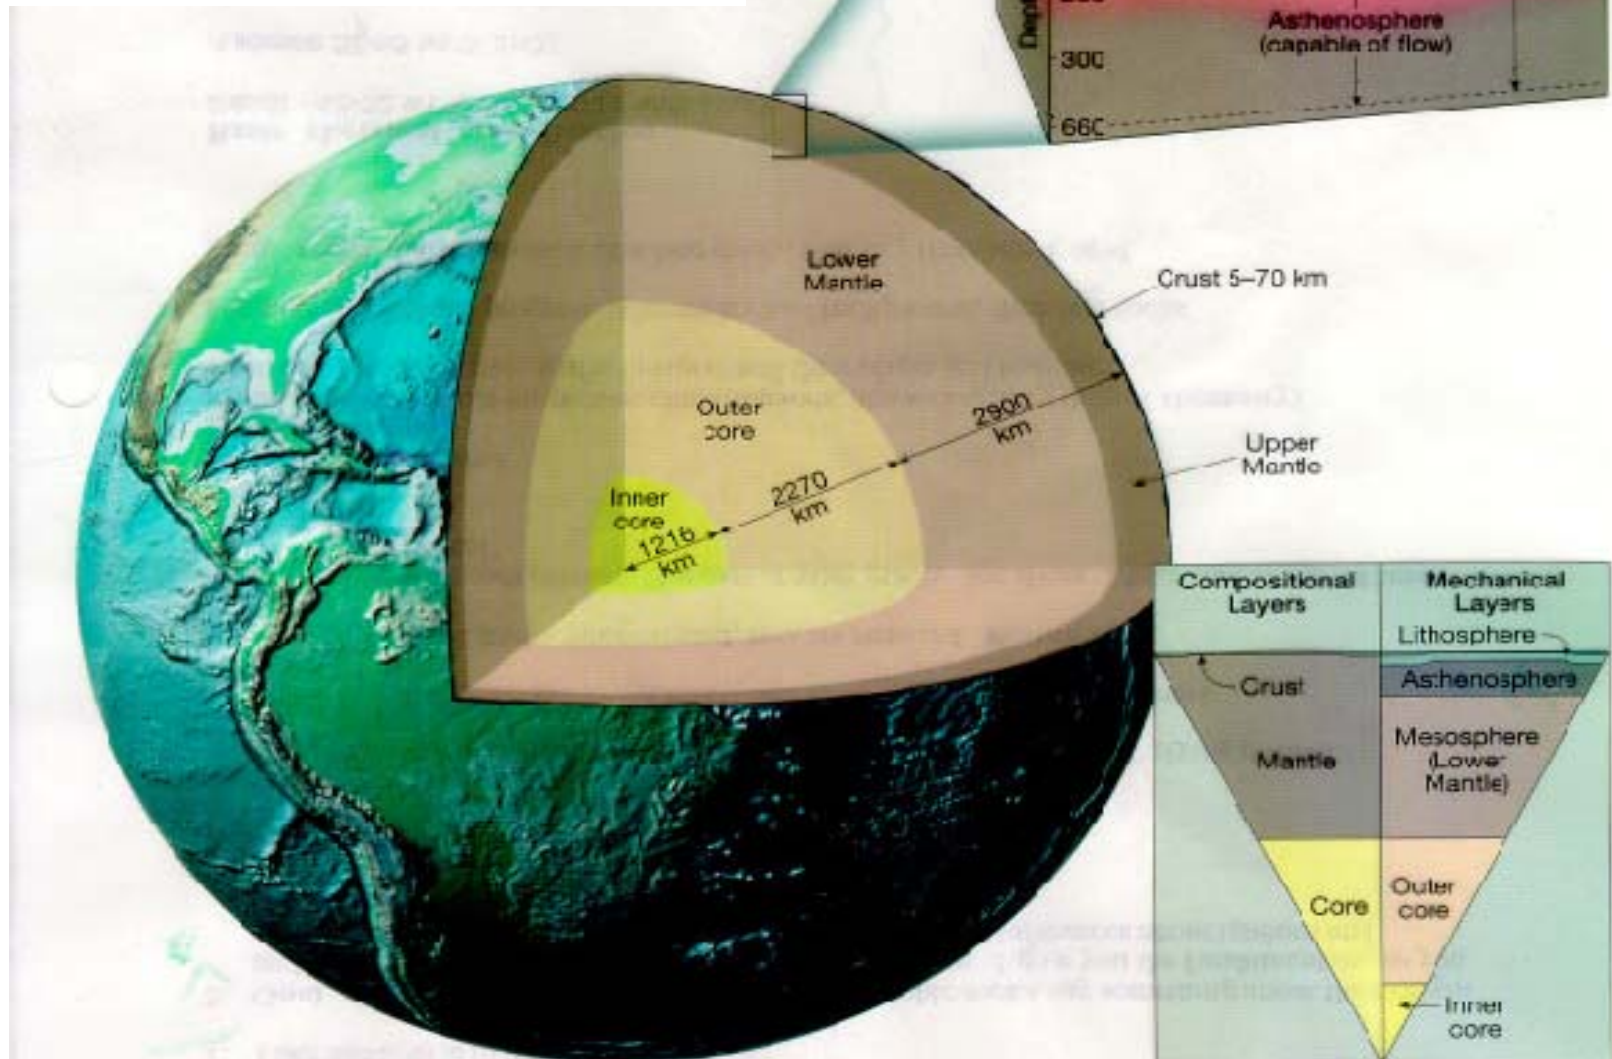 Asthenosphere
(capable of flow)
300
660
Lower
Mantle
Crust 5–70 km
Outer
core
2900
km
Upper
Mantle
Inner
core
2270
km
1216
km
Compositional
Layers
Mechanical
Layers
Lithosphere
Crust
Asthenosphere
Mantle
Mesosphere
(Lower
Mantle)
Core
Outer
core
Inner
core